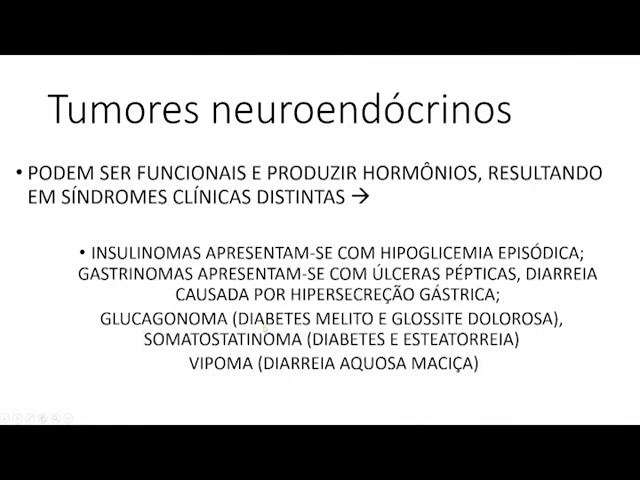 Tumores neuroendócrinos
• PODEM SER FUNCIONAIS E PRODUZIR HORMÔNIOS, RESULTANDO
EM SÍNDROMES CLÍNICAS DISTINTAS →
• INSULINOMAS APRESENTAM-SE COM HIPOGLICEMIA EPISÓDICA;
GASTRINOMAS APRESENTAM-SE COM ÚLCERAS PÉPTICAS, DIARREIA
CAUSADA POR HIPERSECREÇÃO GÁSTRICA;
GLUCAGONOMA (DIABETES MELITO E GLOSSITE DOLOROSA),
SOMATOSTATINOMA (DIABETES E ESTEATORREIA)
VIPOMA (DIARREIA AQUOSA MACIÇA)